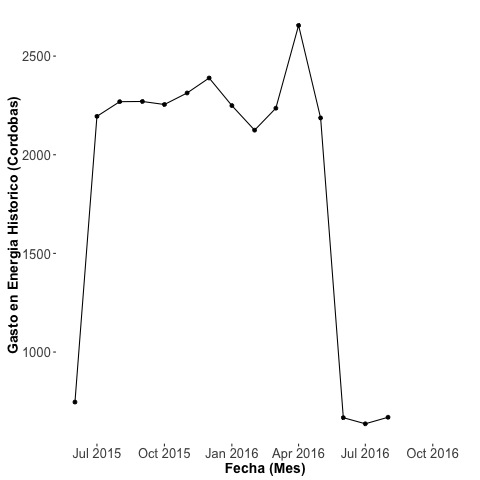 Gasto en Energia Historico (Cordobas)
2500
2000
1500
1000
Jul 2015 Oct 2015 Jan 2016 Apr 2016 Jul 2016 Oct 2016
Fecha (Mes)